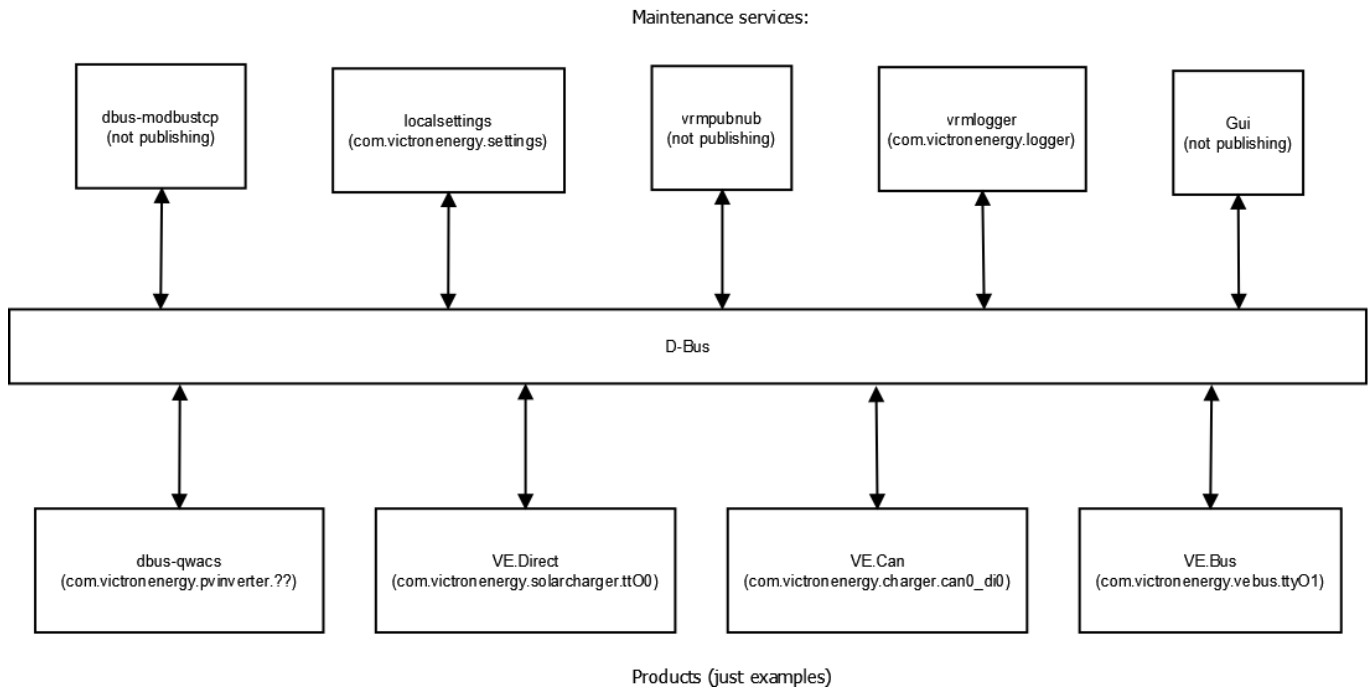 Maintenance services:
dbus-modbustcp
(not publishing)
localsettings
(com.victronenergy.settings)
vrmpubnub
(not publishing)
vrmlogger
(com.victronenergy.logger)
Gui
(not publishing)
D-Bus
dbus-qwacs
(com.victronenergy.pvinverter.??)
VE.Direct
(com.victronenergy.solarcharger.ttO0)
VE.Can
(com.victronenergy.charger.can0_di0)
VE.Bus
(com.victronenergy.vebus.ttyO1)
Products (just examples)